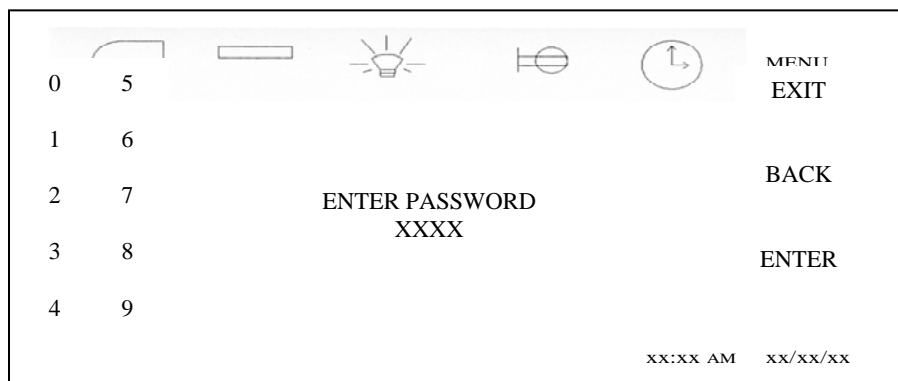 MENU
0 5 EXIT
1 6
BACK
2 7 ENTER PASSWORD
XXXX
3 8 ENTER
4 9
xx:xx AM xx/xx/xx